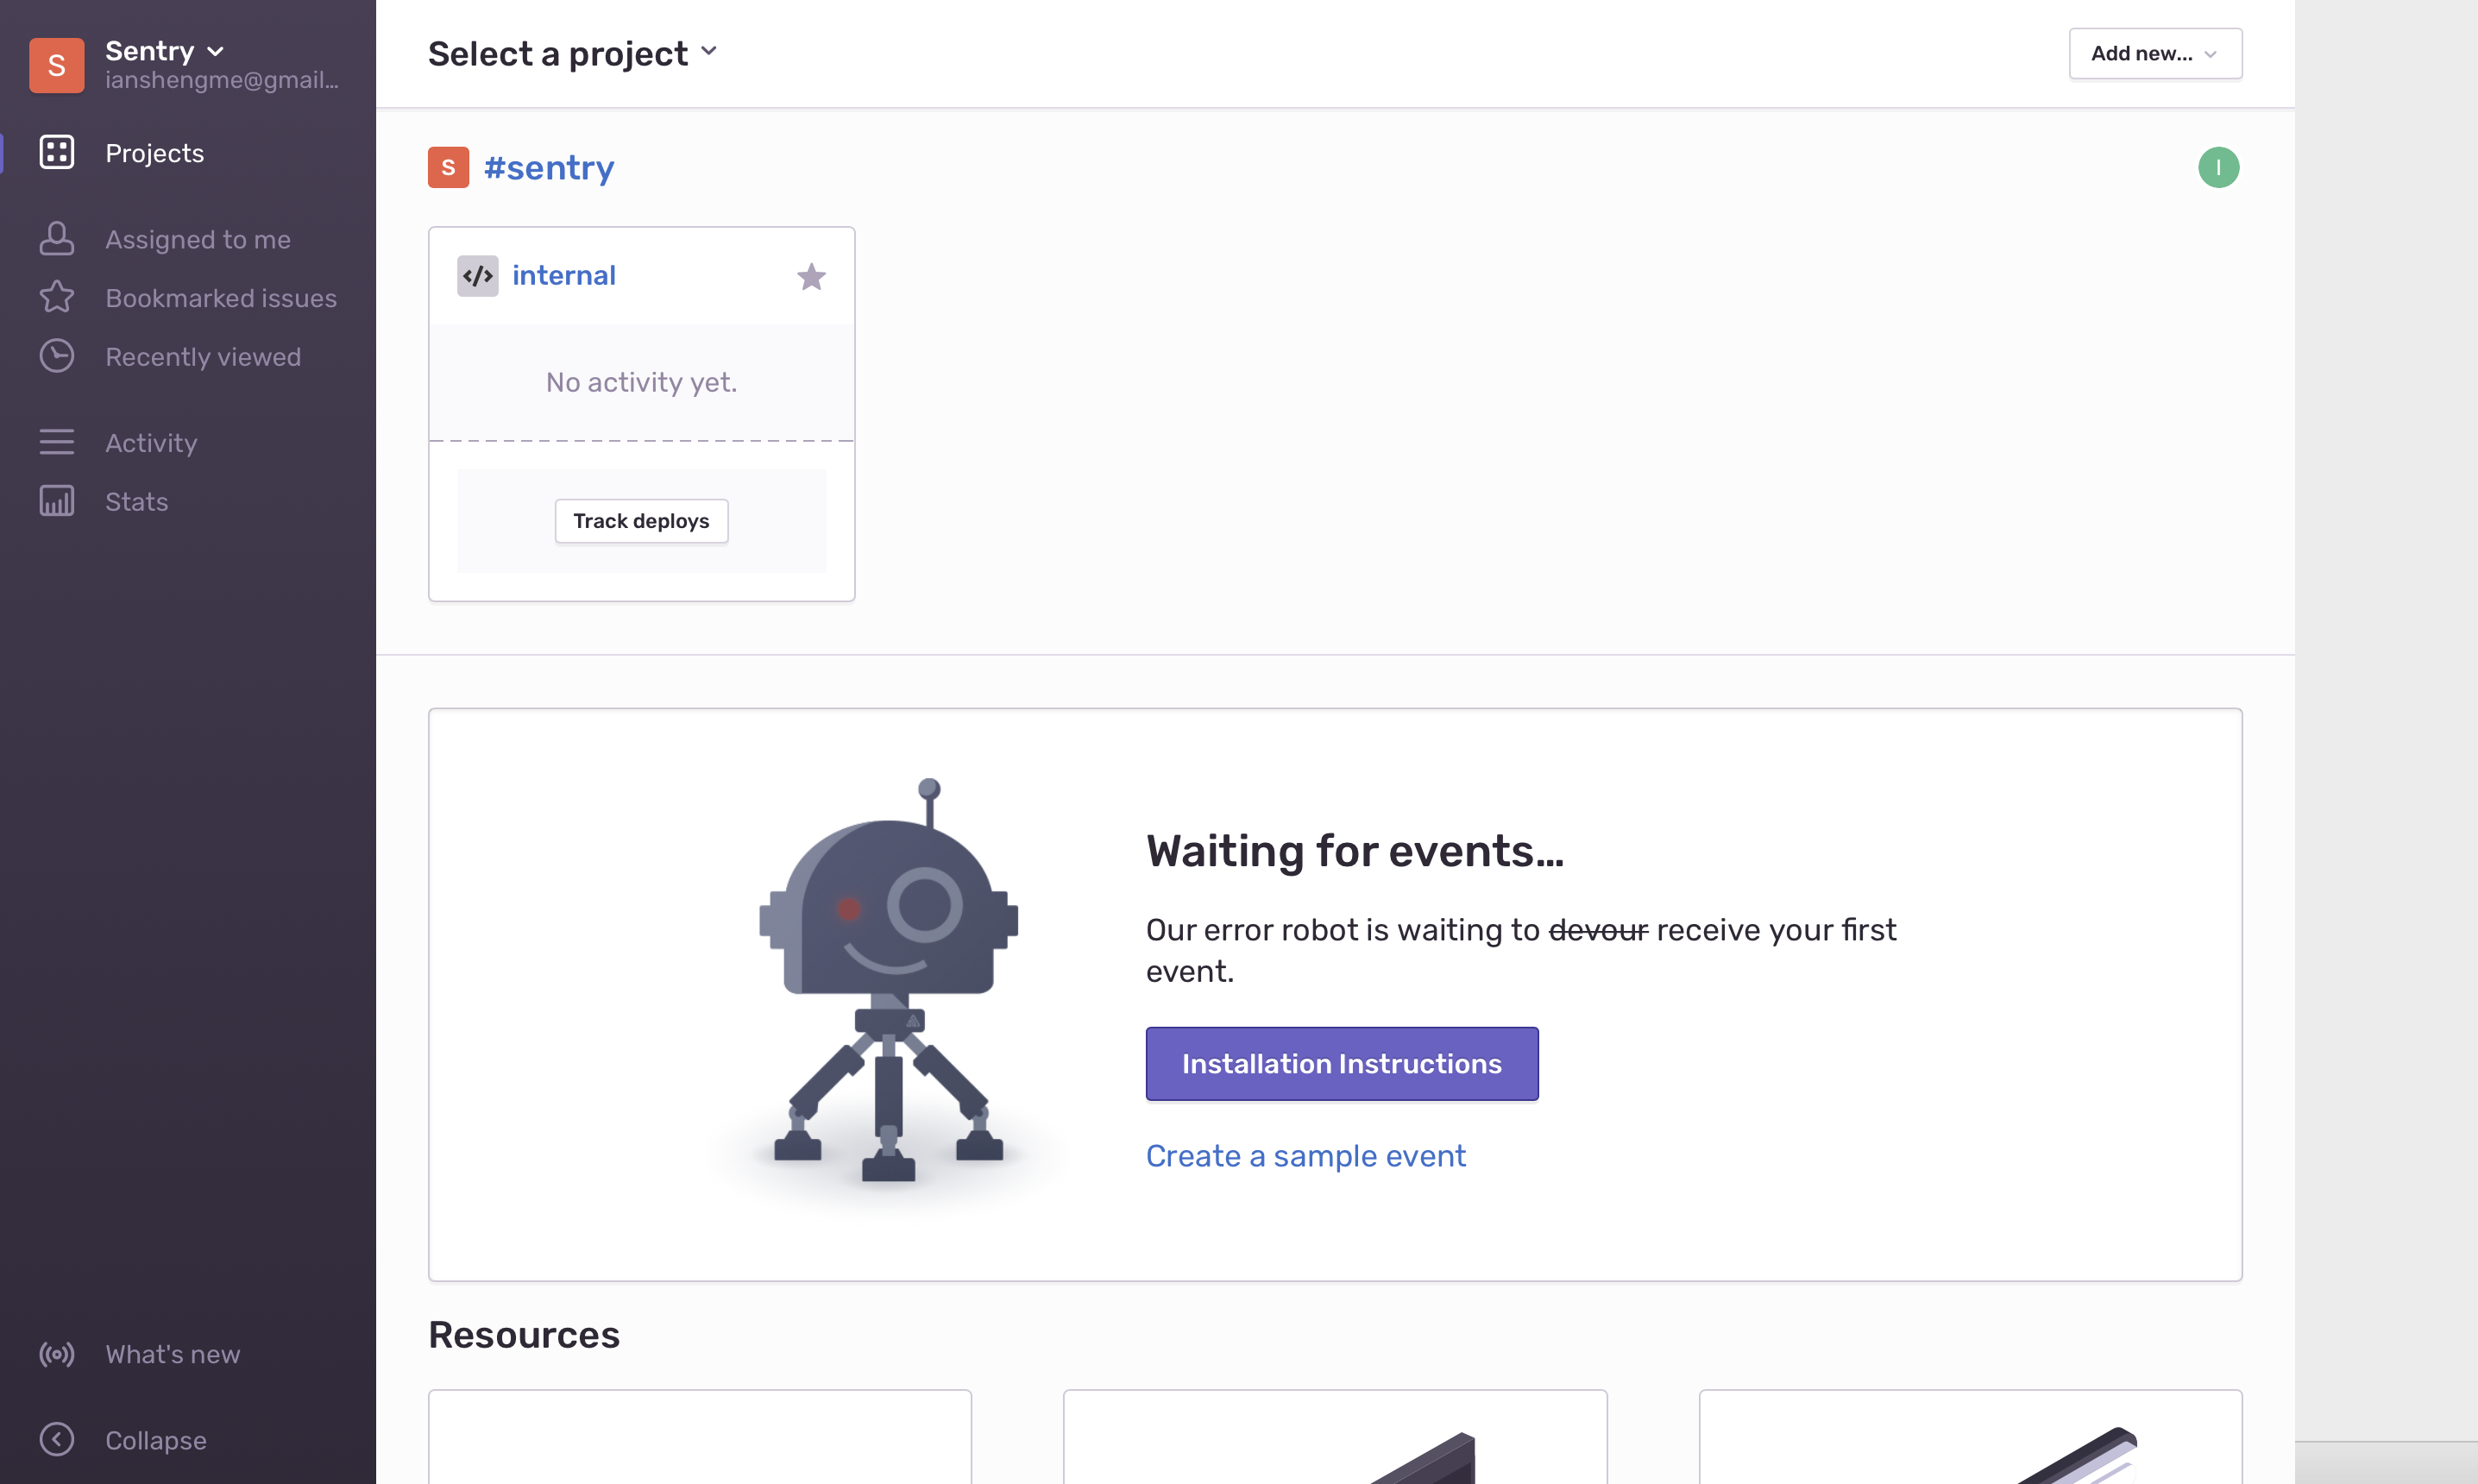 S
Sentry
ianshengme@gmail...
Projects
Assigned to me
Bookmarked issues
Recently viewed
Activity
Stats
What's new
Collapse
Select a project
Add new...
S #sentry
I
</> internal
No activity yet.
Track deploys
Waiting for events...
Our error robot is waiting to devour receive your first
event.
Installation Instructions
Create a sample event
Resources